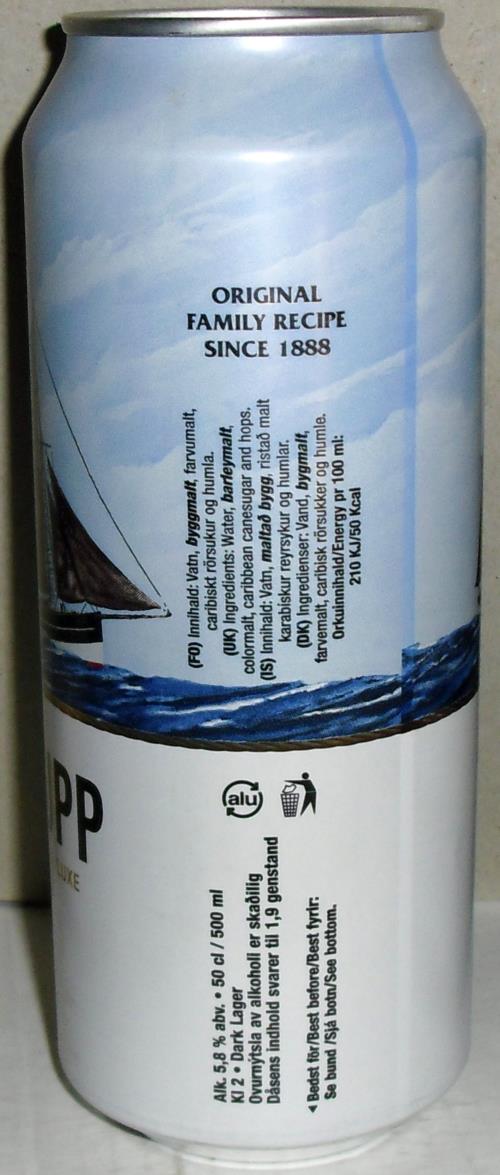 ORIGINAL
FAMILY RECIPE
SINCE 1888
(FO) Innihald: Vatn, byggmalt, farvumalt,
caribiskt rörsukur og humla.
(UK) Ingredients: Water, barleymalt,
colormalt, caribbean canesugar and hops.
(IS) Innihald: Vatn, maltað bygg, ristað malt
karabiskur reyrsykur og humlar.
(DK) Ingredienser: Vand, bygmalt,
farvemalt, caribisk rörsukker og humle.
Orkuinnihald/Energy pr 100 ml:
210 KJ/50 Kcal
PP
LUXE
alu
Alk. 5,8 % abv. • 50 cl / 500 ml
Kl 2 • Dark Lager
Ovurnýtsla av alkoholi er skaðilig
Dåsens indhold svarer til 1,9 genstand
Bedst før/Best before/Best fyrir:
Se bund /Sjá botn/See bottom.